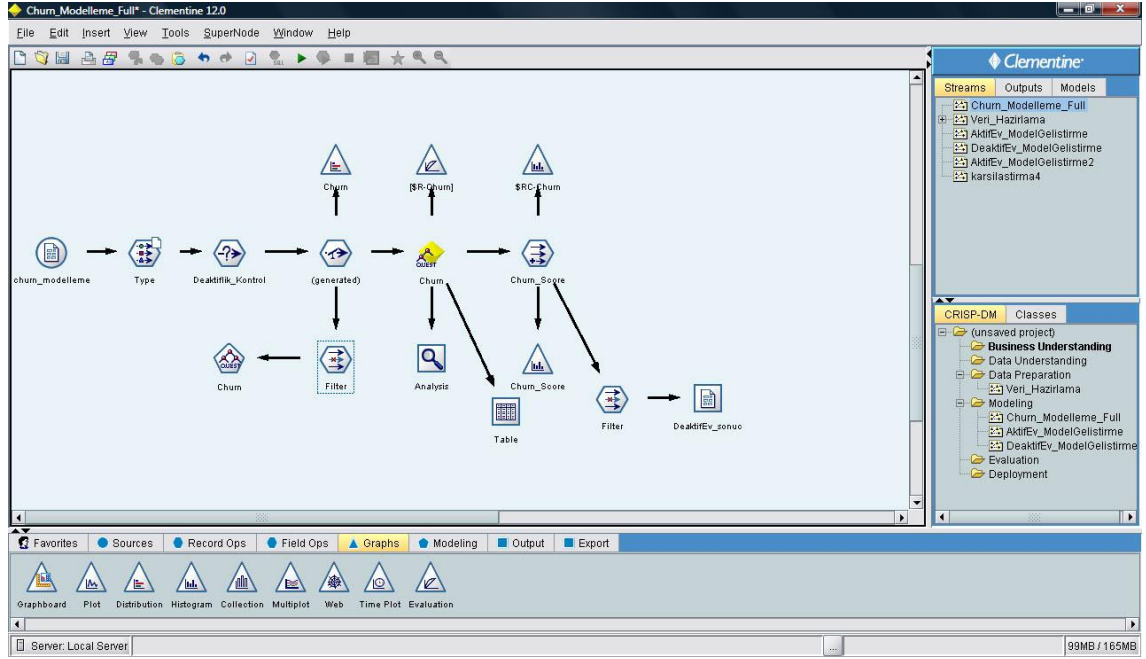 Churn_Modelleme_Full* - Clementine 12.0
File Edit Insert View Tools SuperNode Window Help
Clementine
Streams Outputs Models
Churn_Modelleme_Full
Veri_Hazirlama
AktifEv_ModelGelistirme
DeaktifEv_ModelGelistirme
AktifEv_ModelGelistirme2
karsilastirma4
Churn [$R-Churn] $RC-Churn
QUEST
churn_modelleme Type Deaktiflik_Kontrol (generated) Churn Churn_Score
QUEST
Churn Filter Analysis Churn_Score
Table Filter DeaktifEv_sonuc
CRISP-DM Classes
(unsaved project)
Business Understanding
Data Understanding
Data Preparation
Veri_Hazirlama
Modeling
Churn_Modelleme_Full
AktifEv_ModelGelistirme
DeaktifEv_ModelGelistirme
Evaluation
Deployment
Favorites Sources Record Ops Field Ops Graphs Modeling Output Export
Graphboard Plot Distribution Histogram Collection Multiplot Web Time Plot Evaluation
Server: Local Server ... 99MB / 165MB